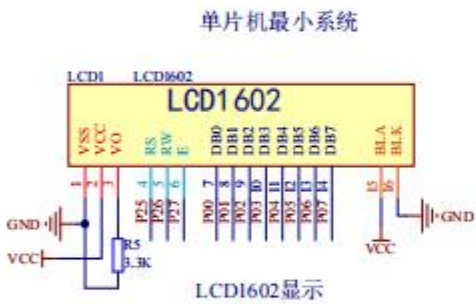 单片机最小系统
LCD1 LCD1602
LCD1602
VSS VCC VO RS RW E DB0 DB1 DB2 DB3 DB4 DB5 DB6 DB7 BLA BLK
1 2 3 4 5 6 7 8 9 10 11 12 13 14 15 16
P25 P26 P27 P00 P01 P02 P03 P04 P05 P06 P07
GND
GND
R5
VCC
VCC
3.3K
LCD1602显示